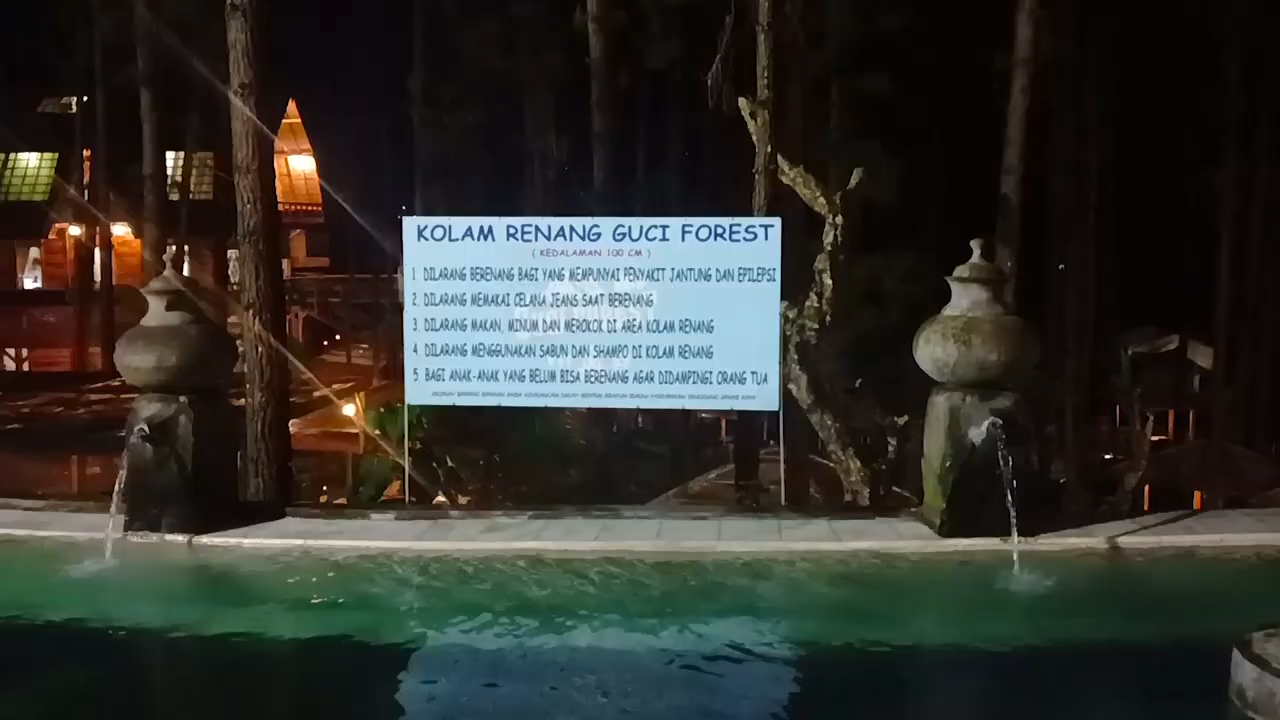 KOLAM RENANG GUCI FOREST
( KEDALAMAN 100 CM )
1. DILARANG BERENANG BAGI YANG MEMPUNYAI PENYAKIT JANTUNG DAN EPILEPSI
2. DILARANG MEMAKAI CELANA JEANS SAAT BERENANG
3. DILARANG MAKAN, MINUM DAN MEROKOK DI AREA KOLAM RENANG
4. DILARANG MENGGUNAKAN SABUN DAN SHAMPO DI KOLAM RENANG
5. BAGI ANAK-ANAK YANG BELUM BISA BERENANG AGAR DIDAMPINGI ORANG TUA